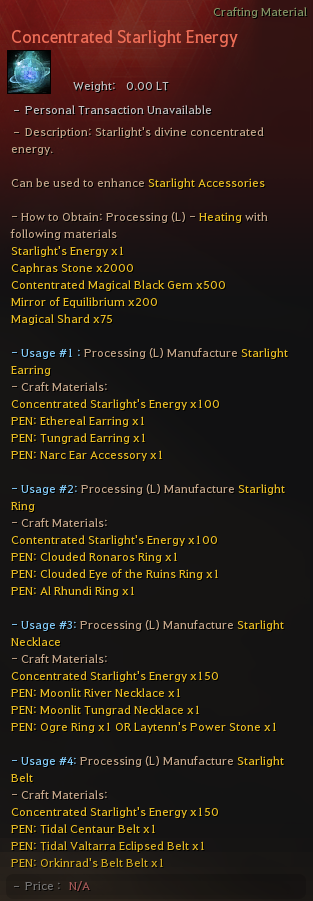 Crafting Material
Concentrated Starlight Energy
Weight: 0.00 LT
- Personal Transaction Unavailable
- Description: Starlight's divine concentrated
energy.
Can be used to enhance Starlight Accessories
- How to Obtain: Processing (L) - Heating with
following materials
Starlight's Energy x1
Caphras Stone x2000
Contentrated Magical Black Gem x500
Mirror of Equilibrium x200
Magical Shard x75
- Usage #1 : Processing (L) Manufacture Starlight
Earring
- Craft Materials:
Concentrated Starlight's Energy x100
PEN: Ethereal Earring x1
PEN: Tungrad Earring x1
PEN: Narc Ear Accessory x1
- Usage #2: Processing (L) Manufacture Starlight
Ring
- Craft Materials:
Contentrated Starlight's Energy x100
PEN: Clouded Ronaros Ring x1
PEN: Clouded Eye of the Ruins Ring x1
PEN: Al Rhundi Ring x1
- Usage #3: Processing (L) Manufacture Starlight
Necklace
- Craft Materials:
Concentrated Starlight's Energy x150
PEN: Moonlit River Necklace x1
PEN: Moonlit Tungrad Necklace x1
PEN: Ogre Ring x1 OR Laytenn's Power Stone x1
- Usage #4: Processing (L) Manufacture Starlight
Belt
- Craft Materials:
Concentrated Starlight's Energy x150
PEN: Tidal Centaur Belt x1
PEN: Tidal Valtarra Eclipsed Belt x1
PEN: Orkinrad's Belt Belt x1
- Price : N/A